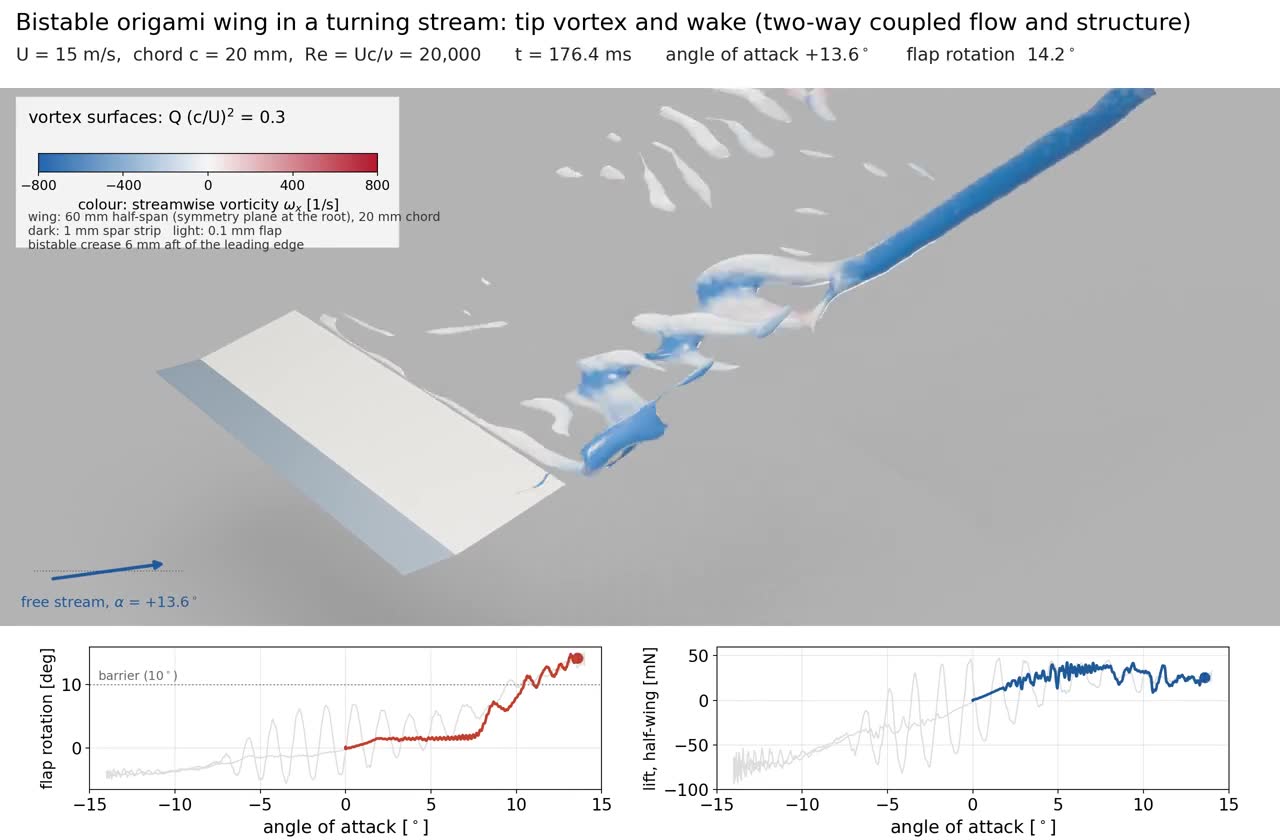 Bistable origami wing in a turning stream: tip vortex and wake (two-way coupled flow and structure)
U = 15 m/s, chord c = 20 mm, Re = Uc/ν = 20,000 t = 176.4 ms angle of attack +13.6° flap rotation 14.2°
vortex surfaces: Q (c/U)² = 0.3
−800 −400 0 400 800
colour: streamwise vorticity ωₓ [1/s]
wing: 60 mm half-span (symmetry plane at the root), 20 mm chord
dark: 1 mm spar strip light: 0.1 mm flap
bistable crease 6 mm aft of the leading edge
free stream, α = +13.6°
flap rotation [deg]
10
0
barrier (10°)
−15 −10 −5 0 5 10 15
angle of attack [°]
lift, half-wing [mN]
50
0
−50
−100
−15 −10 −5 0 5 10 15
angle of attack [°]